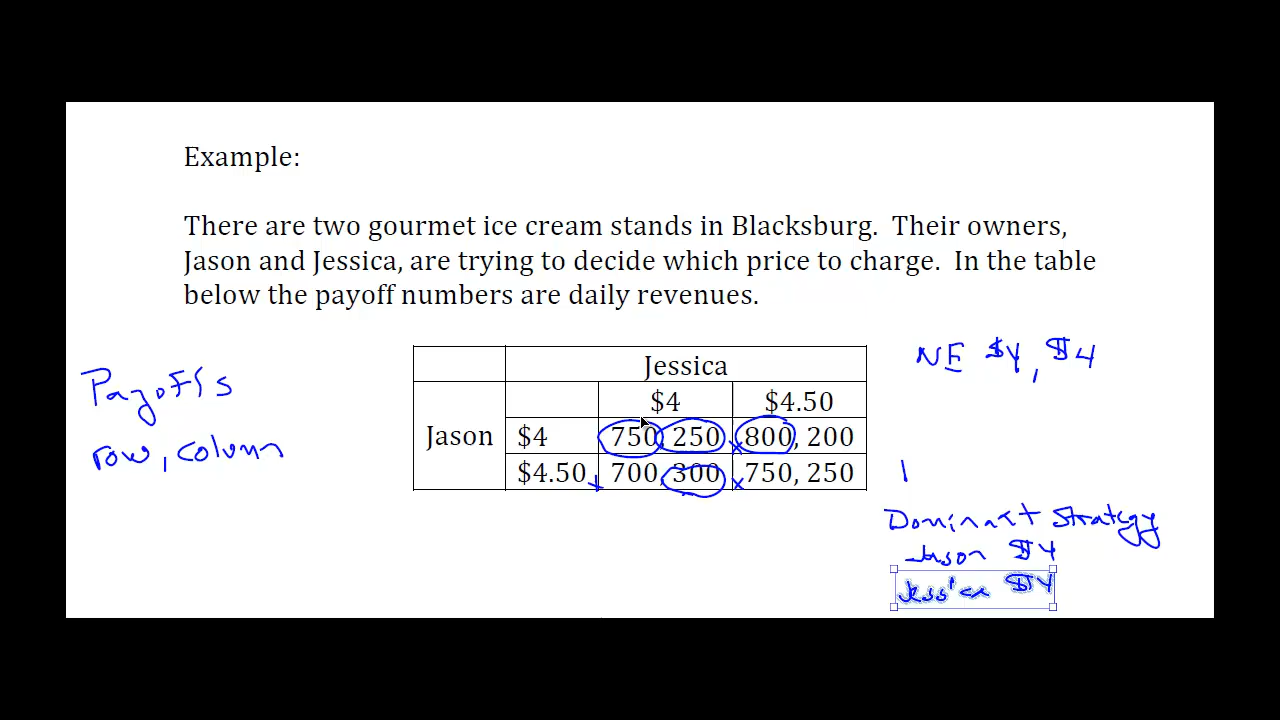 Example:
There are two gourmet ice cream stands in Blacksburg. Their owners,
Jason and Jessica, are trying to decide which price to charge. In the table
below the payoff numbers are daily revenues.
Payoffs
row, column
Jessica
$4 $4.50
Jason $4 750, 250 800, 200
$4.50 700, 300 750, 250
NE $4, $4
Dominant Strategy
Jason $4
Jessica $4